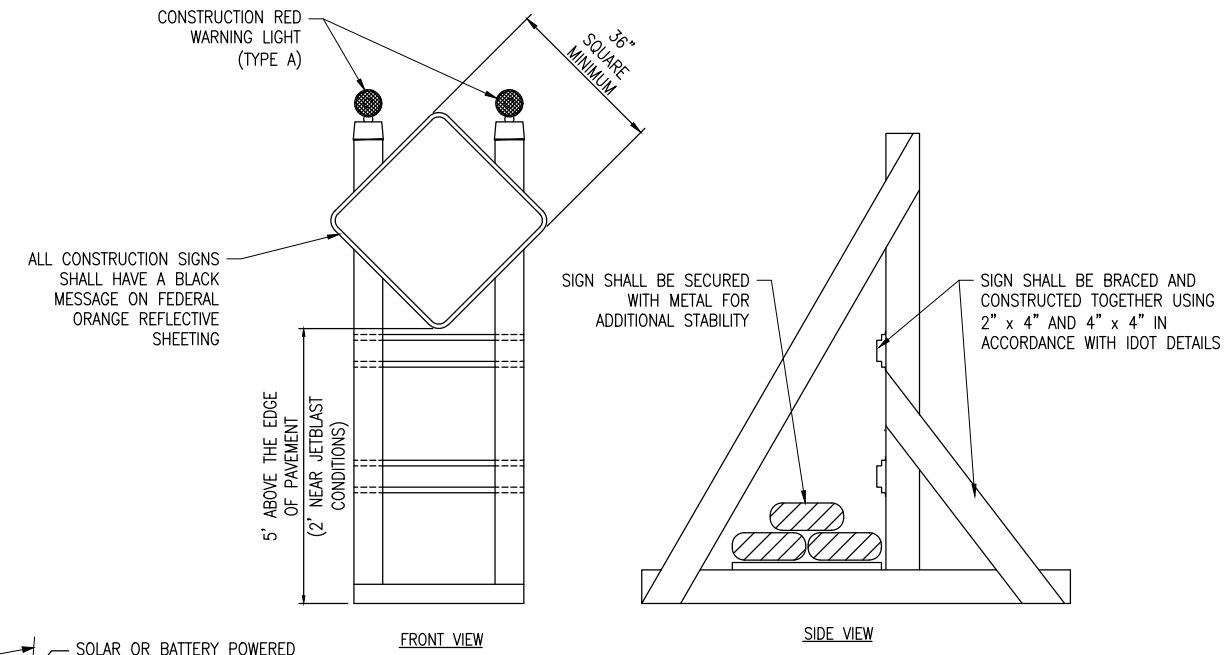 CONSTRUCTION RED
WARNING LIGHT
(TYPE A)
36"
SQUARE
MINIMUM
ALL CONSTRUCTION SIGNS
SHALL HAVE A BLACK
MESSAGE ON FEDERAL
ORANGE REFLECTIVE
SHEETING
5' ABOVE THE EDGE
OF PAVEMENT
(2' NEAR JETBLAST
CONDITIONS)
SIGN SHALL BE SECURED
WITH METAL FOR
ADDITIONAL STABILITY
SIGN SHALL BE BRACED AND
CONSTRUCTED TOGETHER USING
2" x 4" AND 4" x 4" IN
ACCORDANCE WITH IDOT DETAILS
FRONT VIEW
SIDE VIEW
SOLAR OR BATTERY POWERED